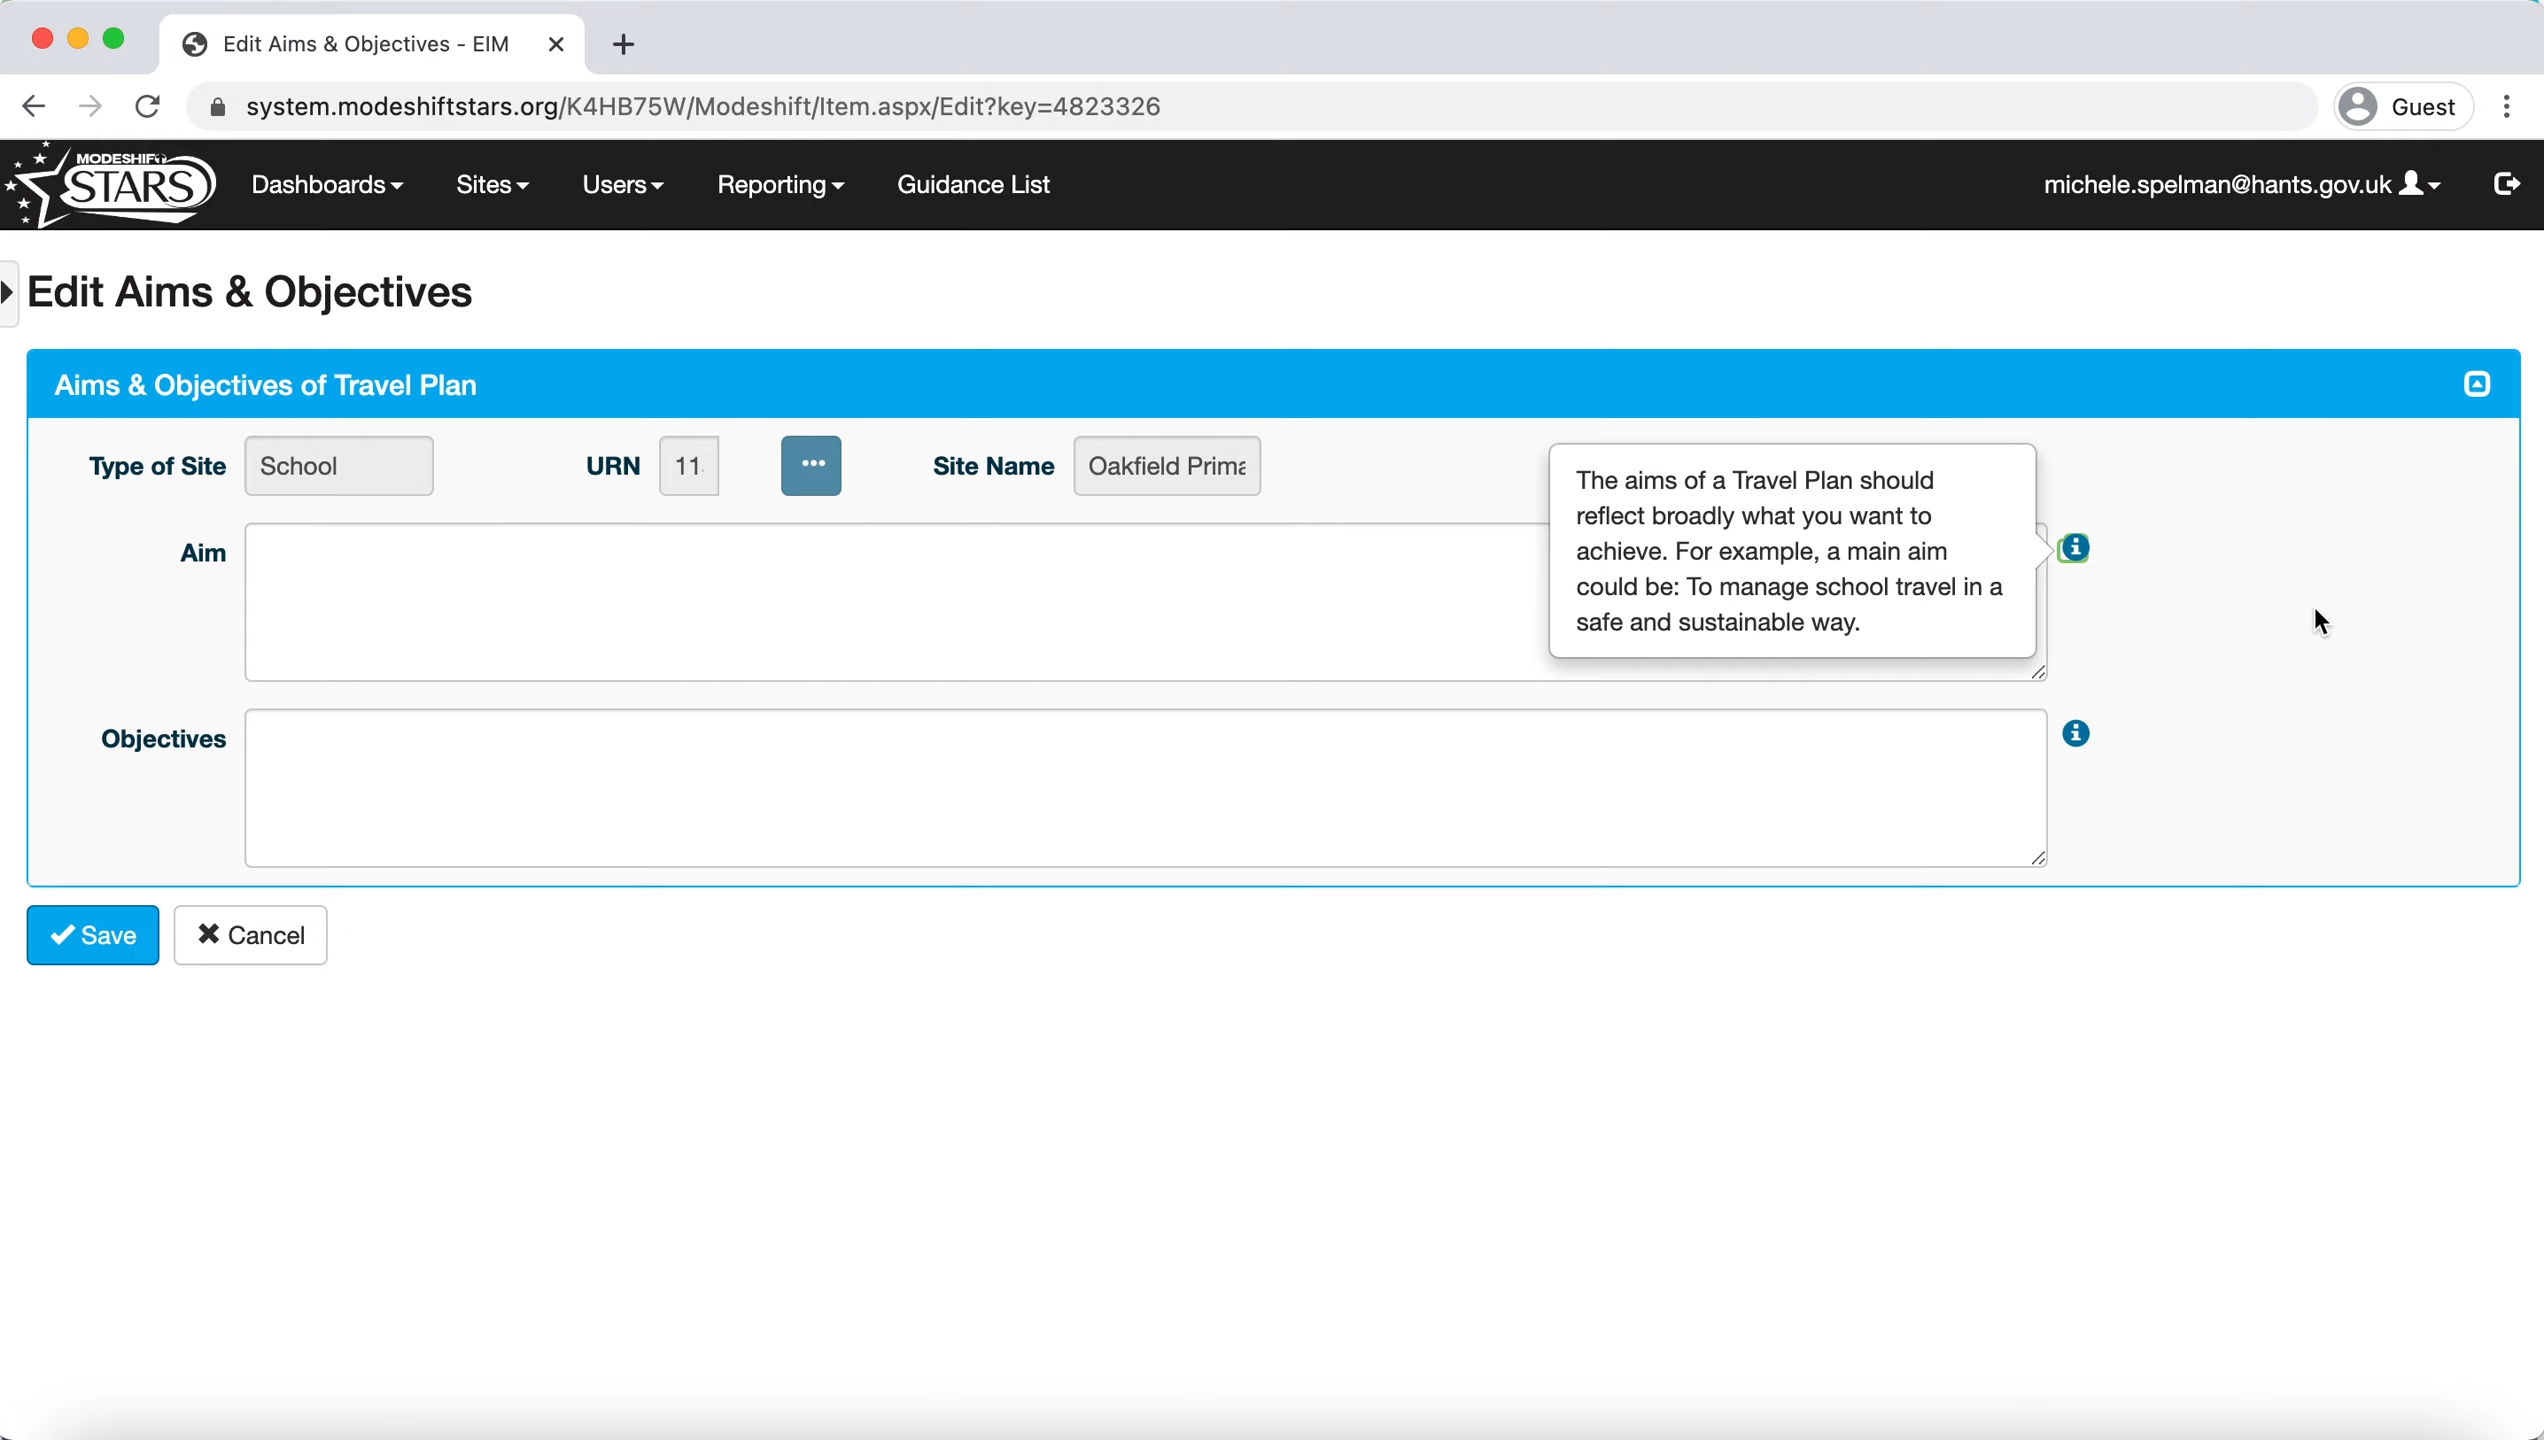 Edit Aims & Objectives - EIM
system.modeshiftstars.org/K4HB75W/Modeshift/Item.aspx/Edit?key=4823326
Guest
MODESHIFT
STARS
Dashboards
Sites
Users
Reporting
Guidance List
michele.spelman@hants.gov.uk
Edit Aims & Objectives
Aims & Objectives of Travel Plan
Type of Site
School
URN
11
...
Site Name
Oakfield Prima
The aims of a Travel Plan should
reflect broadly what you want to
achieve. For example, a main aim
could be: To manage school travel in a
safe and sustainable way.
Aim
Objectives
Save
Cancel